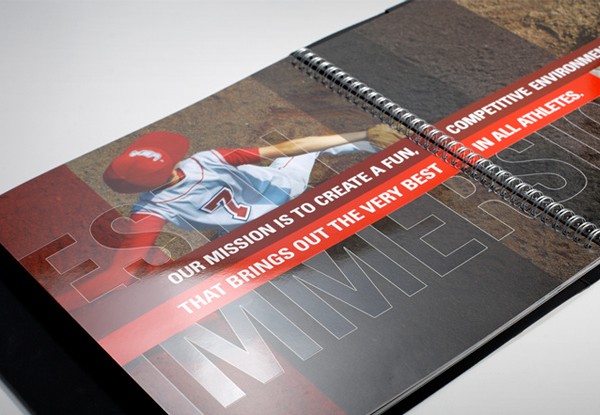 OUR MISSION IS TO CREATE A FUN, COMPETITIVE ENVIRONMENT
THAT BRINGS OUT THE VERY BEST IN ALL ATHLETES.
7